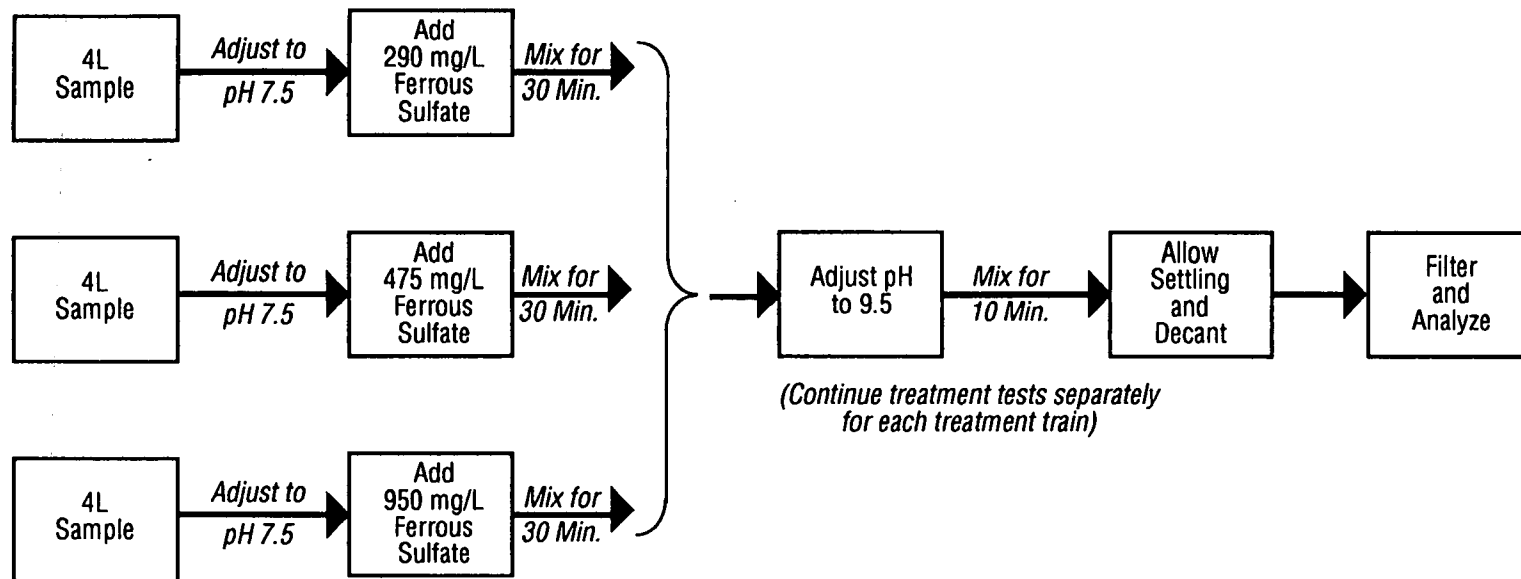 4L
Sample
Adjust to
pH 7.5
Add
290 mg/L
Ferrous
Sulfate
Mix for
30 Min.
4L
Sample
Adjust to
pH 7.5
Add
475 mg/L
Ferrous
Sulfate
Mix for
30 Min.
4L
Sample
Adjust to
pH 7.5
Add
950 mg/L
Ferrous
Sulfate
Mix for
30 Min.
Adjust pH
to 9.5
Mix for
10 Min.
Allow
Settling
and
Decant
Filter
and
Analyze
(Continue treatment tests separately
for each treatment train)